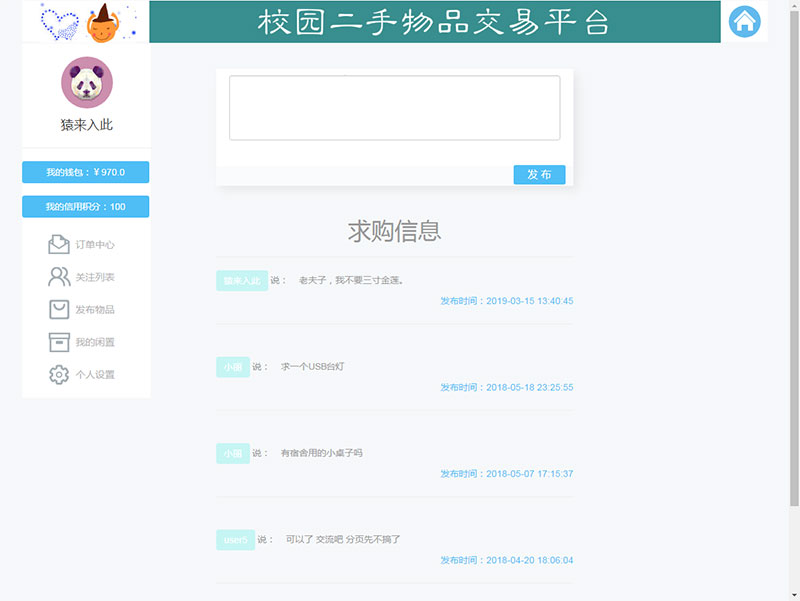 校园二手物品交易平台
猿来入此
我的钱包：￥970.0
我的信用积分：100
订单中心
关注列表
发布物品
我的闲置
个人设置
发 布
求购信息
猿来入此 说： 老夫子，我不要三寸金莲。
发布时间：2019-03-15 13:40:45
小丽 说： 求一个USB台灯
发布时间：2018-05-18 23:25:55
小丽 说： 有宿舍用的小桌子吗
发布时间：2018-05-07 17:15:37
user5 说： 可以了 交流吧 分页先不搞了
发布时间：2018-04-20 18:06:04